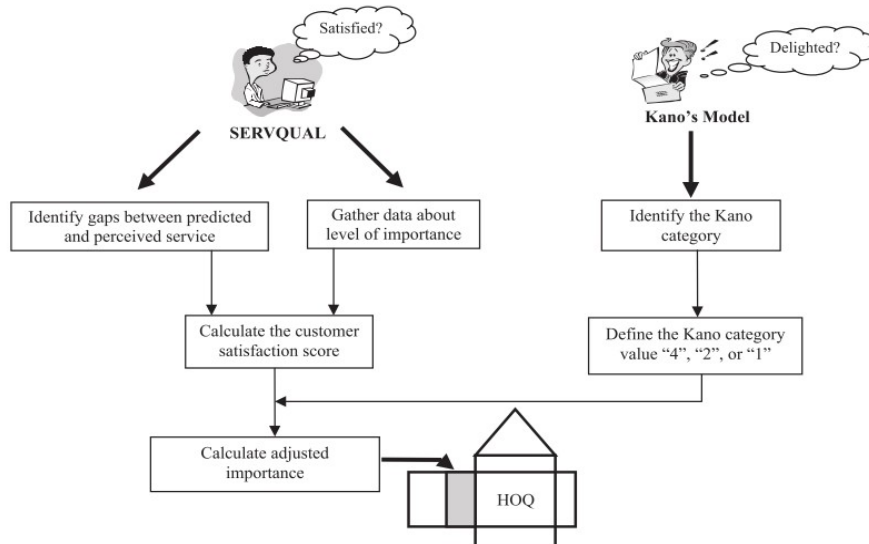 Satisfied?
Delighted?
SERVQUAL
Kano's Model
Identify gaps between predicted
and perceived service
Gather data about
level of importance
Identify the Kano
category
Calculate the customer
satisfaction score
Define the Kano category
value “4”, “2”, or “1”
Calculate adjusted
importance
HOQ